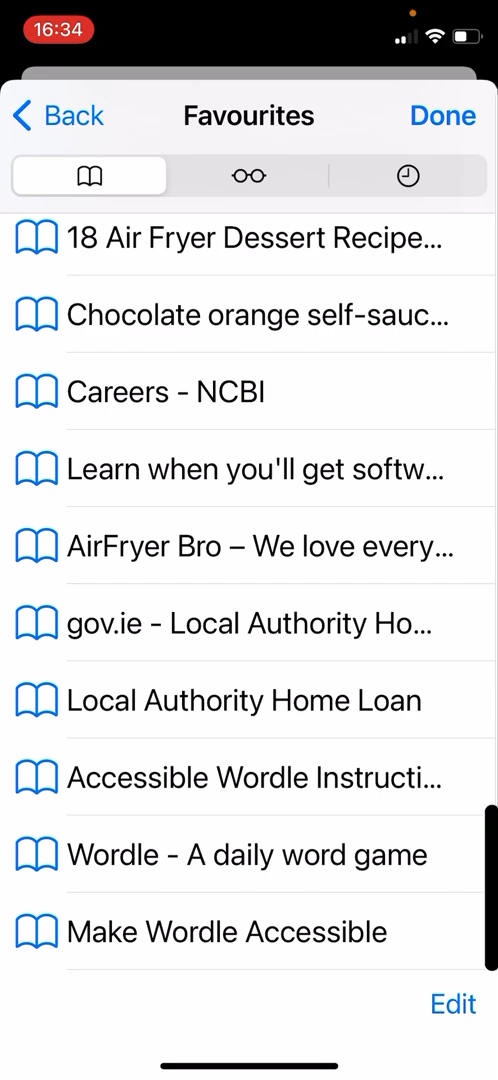 16:34
Back Favourites Done
18 Air Fryer Dessert Recipe...
Chocolate orange self-sauc...
Careers - NCBI
Learn when you'll get softw...
AirFryer Bro – We love every...
gov.ie - Local Authority Ho...
Local Authority Home Loan
Accessible Wordle Instructi...
Wordle - A daily word game
Make Wordle Accessible
Edit